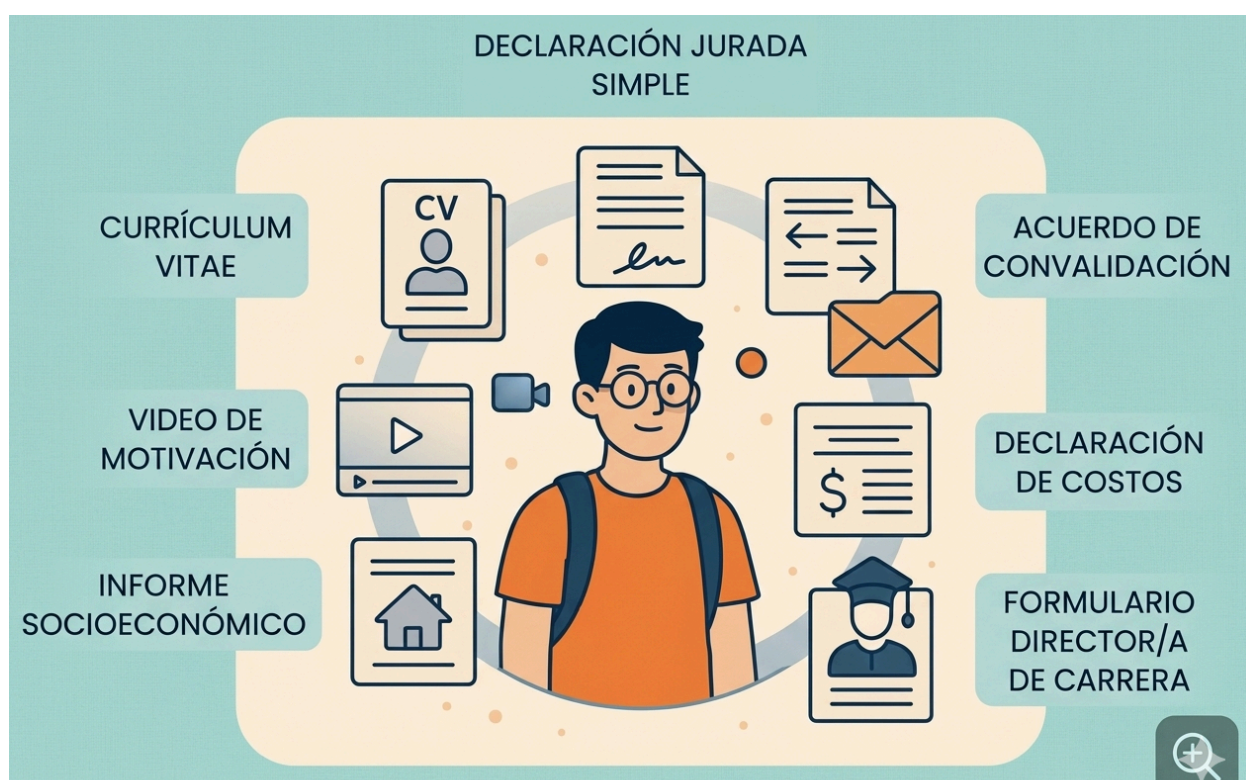 DECLARACIÓN JURADA
SIMPLE
CV
CURRÍCULUM
VITAE
ACUERDO DE
CONVALIDACIÓN
VIDEO DE
MOTIVACIÓN
DECLARACIÓN
DE COSTOS
$
INFORME
SOCIOECONÓMICO
FORMULARIO
DIRECTOR/A
DE CARRERA